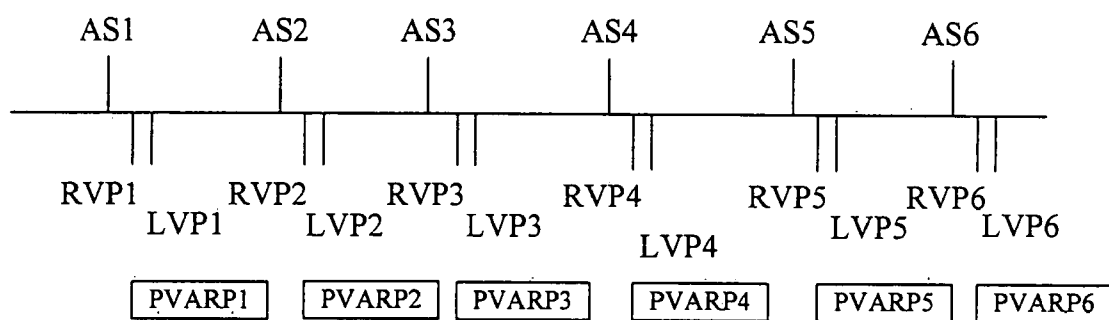 AS1 AS2 AS3 AS4 AS5 AS6
RVP1 RVP2 RVP3 RVP4 RVP5 RVP6
LVP1 LVP2 LVP3 LVP4 LVP5 LVP6
PVARP1 PVARP2 PVARP3 PVARP4 PVARP5 PVARP6